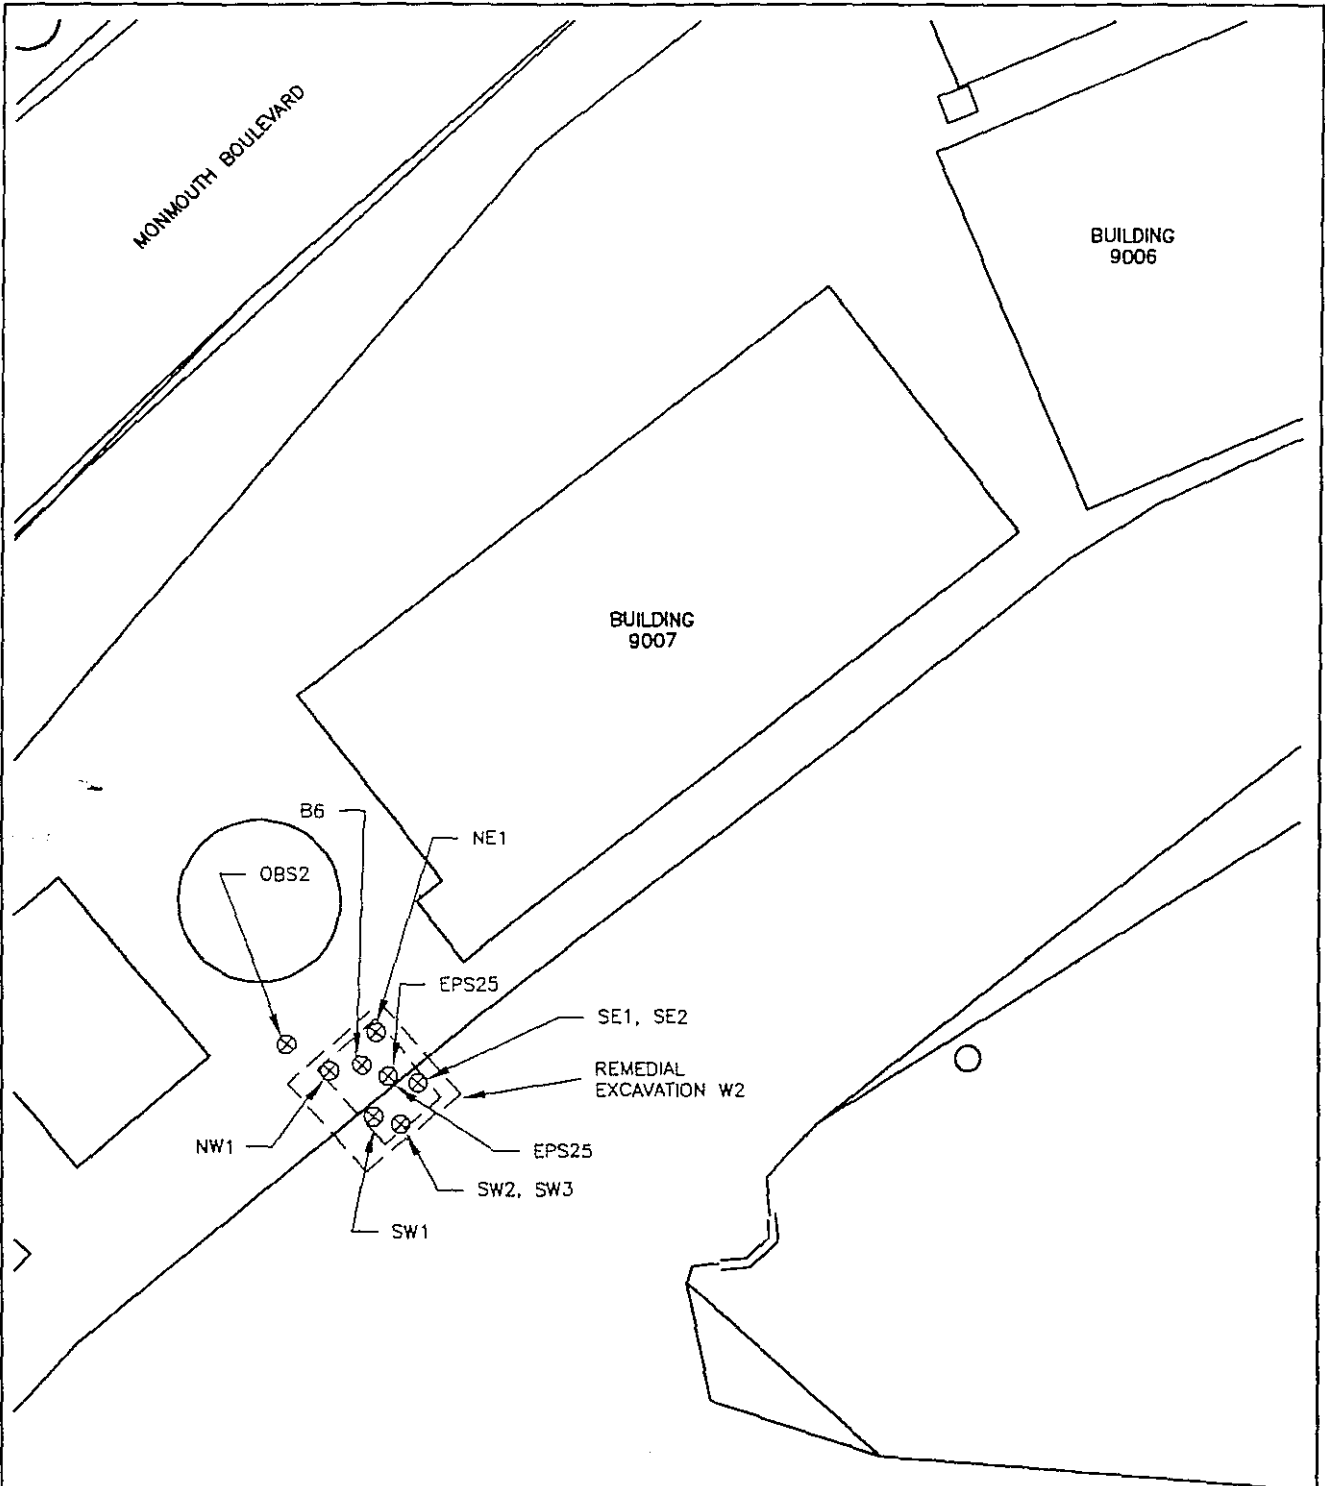 MONMOUTH BOULEVARD
BUILDING
9006
BUILDING
9007
B6
NE1
OBS2
EPS25
SE1, SE2
REMEDIAL
EXCAVATION W2
NW1
EPS25
SW2, SW3
SW1